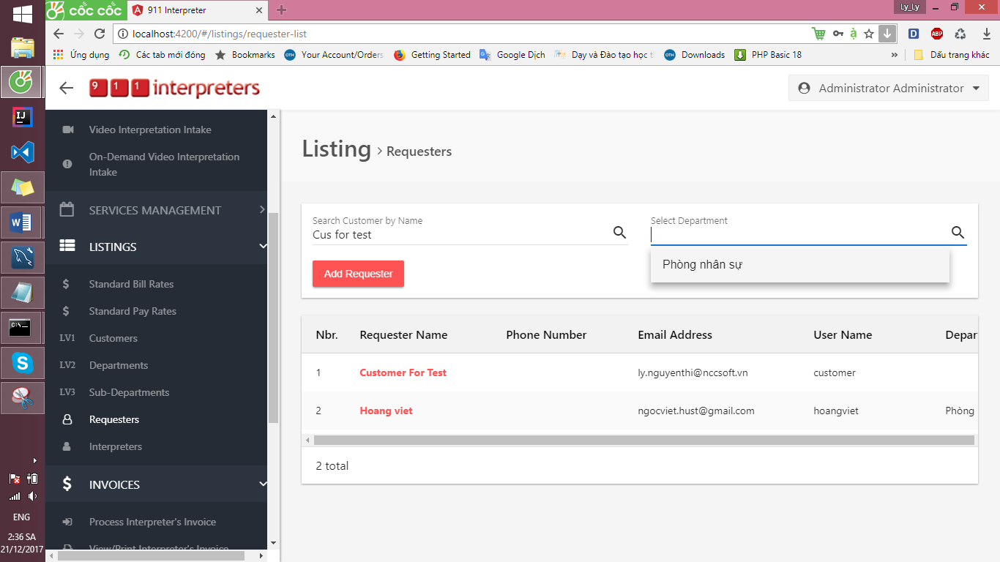 cốc cốc
911 Interpreter
Ly_Ly
localhost:4200/#/listings/requester-list
Ứng dụng
Các tab mới đóng
Bookmarks
Your Account/Orders
Getting Started
Google Dịch
Dạy và Đào tạo học t
Downloads
PHP Basic 18
»
Dấu trang khác
911 interpreters
Administrator Administrator
Video Interpretation Intake
On-Demand Video Interpretation
Intake
SERVICES MANAGEMENT
LISTINGS
$ Standard Bill Rates
$ Standard Pay Rates
LV1 Customers
LV2 Departments
LV3 Sub-Departments
Requesters
Interpreters
$ INVOICES
Process Interpreter's Invoice
View/Print Interpreter's Invoice
Listing > Requesters
Search Customer by Name
Cus for test
Select Department
Phòng nhân sự
Add Requester
Nbr. Requester Name Phone Number Email Address User Name Depar
1 Customer For Test ly.nguyenthi@nccsoft.vn customer
2 Hoang viet ngocviet.hust@gmail.com hoangviet Phòng
2 total
ENG
2:36 SA
21/12/2017